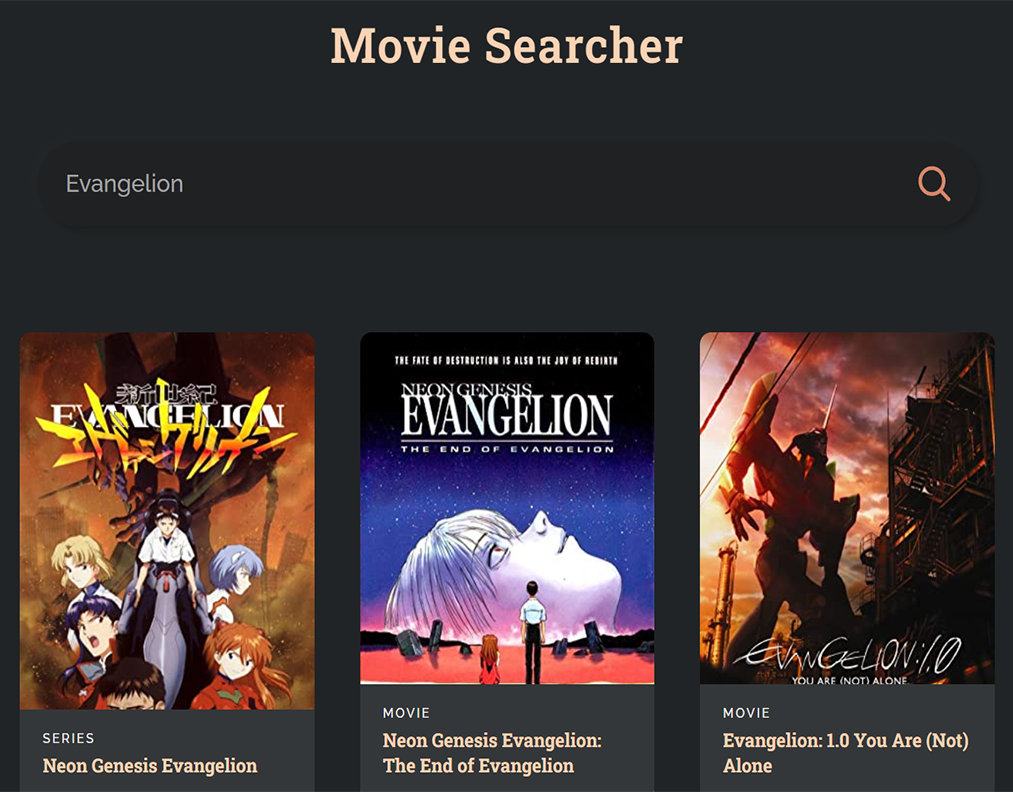 Movie Searcher
Evangelion
新世紀
EVANGELION
エヴァンゲリオン
SERIES
Neon Genesis Evangelion
THE FATE OF DESTRUCTION IS ALSO THE JOY OF REBIRTH
NEON GENESIS
EVANGELION
THE END OF EVANGELION
MOVIE
Neon Genesis Evangelion:
The End of Evangelion
EVANGELION:1.0
YOU ARE (NOT) ALONE
MOVIE
Evangelion: 1.0 You Are (Not)
Alone